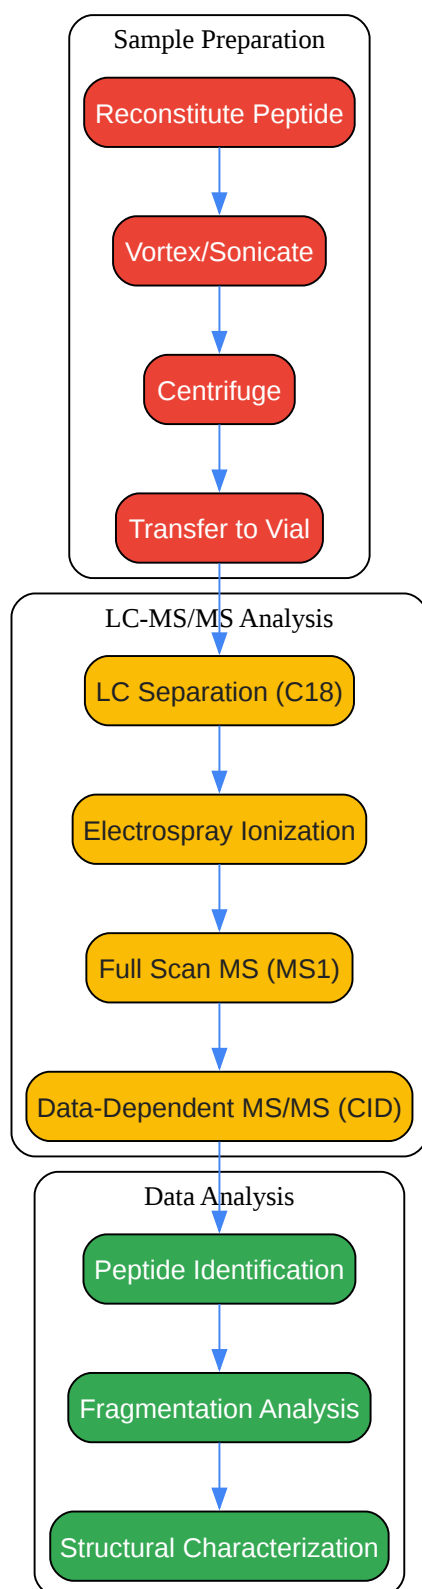 Sample Preparation
Reconstitute Peptide
Vortex/Sonicate
Centrifuge
Transfer to Vial
LC-MS/MS Analysis
LC Separation (C18)
Electrospray Ionization
Full Scan MS (MS1)
Data-Dependent MS/MS (CID)
Data Analysis
Peptide Identification
Fragmentation Analysis
Structural Characterization